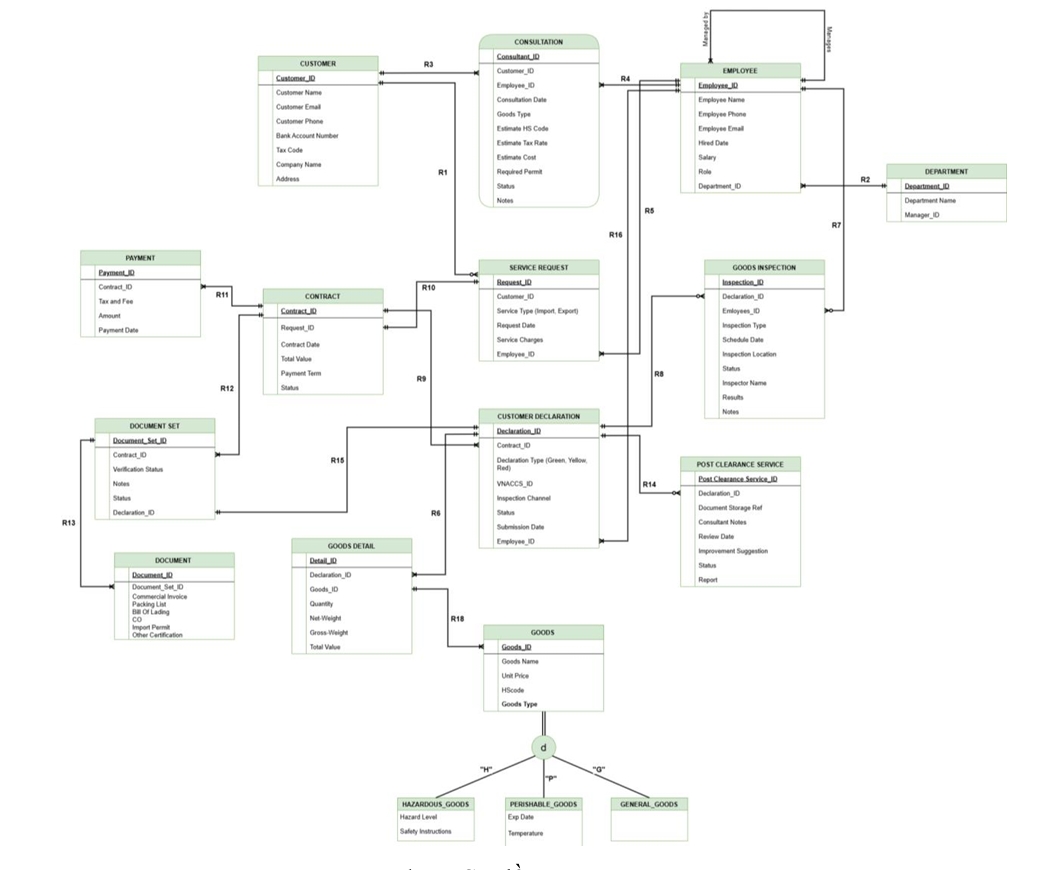 Managed by
Manages
CONSULTATION
Consultant_ID
Customer_ID
Employee_ID
Consultation Date
Goods Type
Estimate HS Code
Estimate Tax Rate
Estimate Cost
Required Permit
Status
Notes
CUSTOMER
Customer_ID
Customer Name
Customer Email
Customer Phone
Bank Account Number
Tax Code
Company Name
Address
R3
R4
R1
EMPLOYEE
Employee_ID
Employee Name
Employee Phone
Employee Email
Hired Date
Salary
Role
Department_ID
R2
DEPARTMENT
Department_ID
Department Name
Manager_ID
R5
R16
R7
PAYMENT
Payment_ID
Contract_ID
Tax and Fee
Amount
Payment Date
R11
CONTRACT
Contract_ID
Request_ID
Contract Date
Total Value
Payment Term
Status
R10
SERVICE REQUEST
Request_ID
Customer_ID
Service Type (Import, Export)
Request Date
Service Charges
Employee_ID
GOODS INSPECTION
Inspection_ID
Declaration_ID
Emloyees_ID
Inspection Type
Schedule Date
Inspection Location
Status
Inspector Name
Results
Notes
R12
R9
R8
DOCUMENT SET
Document_Set_ID
Contract_ID
Verification Status
Notes
Status
Declaration_ID
R15
R6
R13
CUSTOMER DECLARATION
Declaration_ID
Contract_ID
Declaration Type (Green, Yellow,
Red)
VNACCS_ID
Inspection Channel
Status
Submission Date
Employee_ID
R14
POST CLEARANCE SERVICE
Post Clearance Service_ID
Declaration_ID
Document Storage Ref
Consultant Notes
Review Date
Improvement Suggestion
Status
Report
DOCUMENT
Document_ID
Document_Set_ID
Commercial Invoice
Packing List
Bill Of Lading
CO
Import Permit
Other Certification
GOODS DETAIL
Detail_ID
Declaration_ID
Goods_ID
Quantity
Net-Weight
Gross-Weight
Total Value
R18
GOODS
Goods_ID
Goods Name
Unit Price
HScode
Goods Type
d
"H"
"P"
"G"
HAZARDOUS_GOODS
Hazard Level
Safety Instructions
PERISHABLE_GOODS
Exp Date
Temperature
GENERAL_GOODS